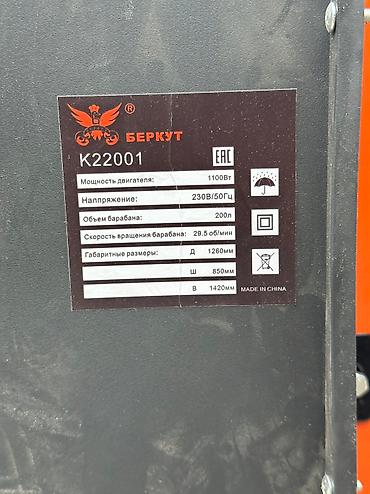 ®
БЕРКУТ
K22001
EAC
Мощность двигателя: 1100Вт
Напряжение: 230В/50Гц
Объем барабана: 200л
Скорость вращения барабана: 29.5 об/мин
Габаритные размеры: Д 1260мм
Ш 850мм
В 1420мм
MADE IN CHINA